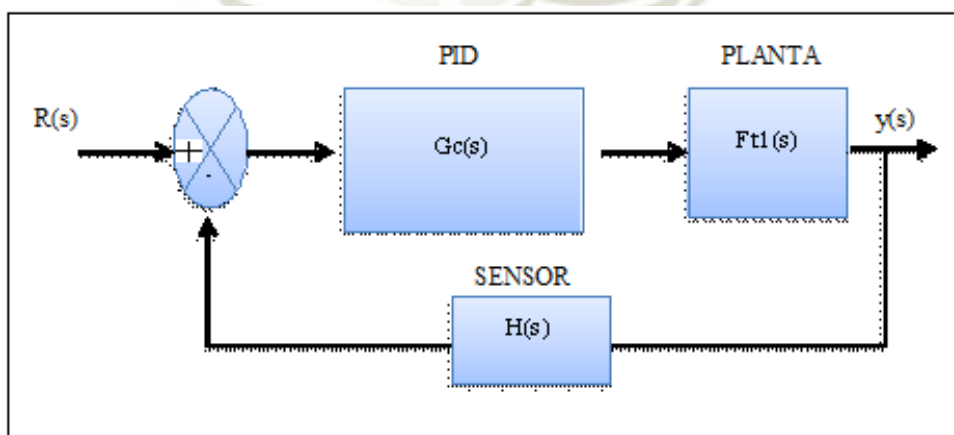 PID
PLANTA
R(s)
+
-
Gc(s)
Ft1(s)
y(s)
SENSOR
H(s)